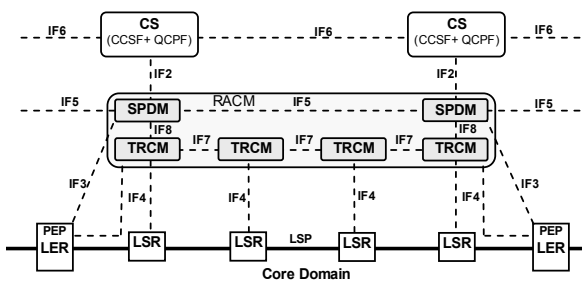 CS
(CCSF+ QCPF)
CS
(CCSF+ QCPF)
IF6
IF6
IF6
IF2
IF2
RACM
IF5
SPDM
IF5
SPDM
IF5
IF8
IF8
TRCM
IF7
TRCM
IF7
TRCM
IF7
TRCM
IF3
IF4
IF4
IF4
IF4
IF3
PEP
LER
LSR
LSR
LSP
LSR
LSR
PEP
LER
Core Domain